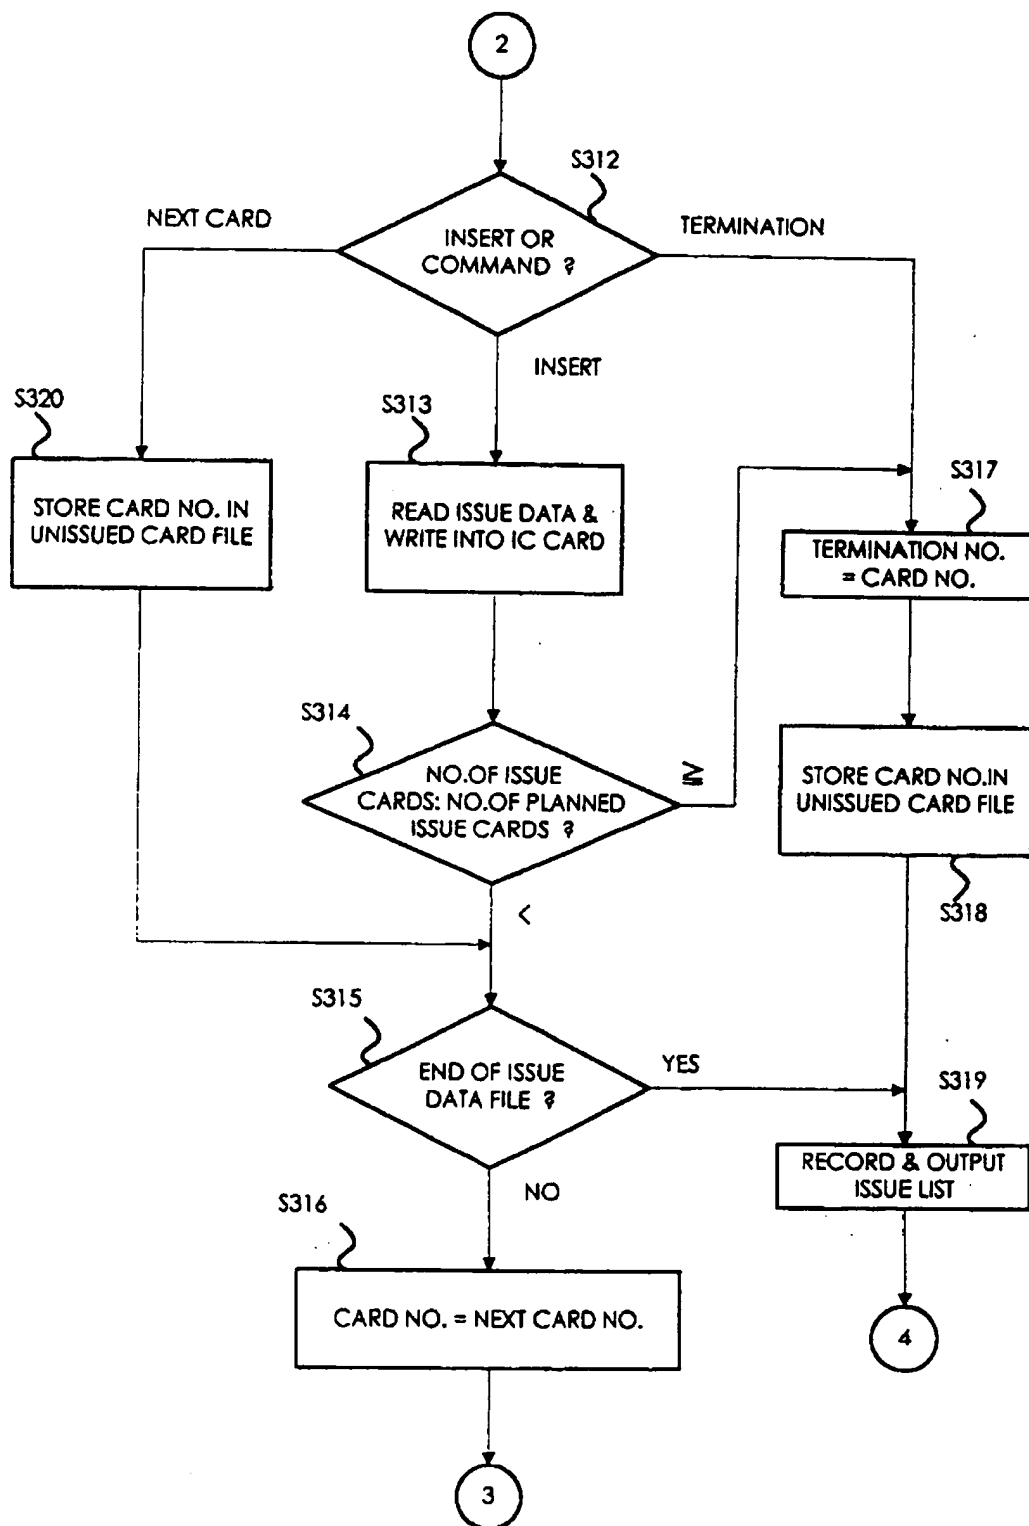 2
S312
NEXT CARD
TERMINATION
INSERT OR
COMMAND ?
INSERT
S320
S313
S317
STORE CARD NO. IN
UNISSUED CARD FILE
READ ISSUE DATA &
WRITE INTO IC CARD
TERMINATION NO.
= CARD NO.
S314
NO.OF ISSUE
CARDS: NO.OF PLANNED
ISSUE CARDS ?
≧
STORE CARD NO.IN
UNISSUED CARD FILE
S318
<
S315
END OF ISSUE
DATA FILE ?
YES
S319
RECORD & OUTPUT
ISSUE LIST
NO
S316
CARD NO. = NEXT CARD NO.
4
3